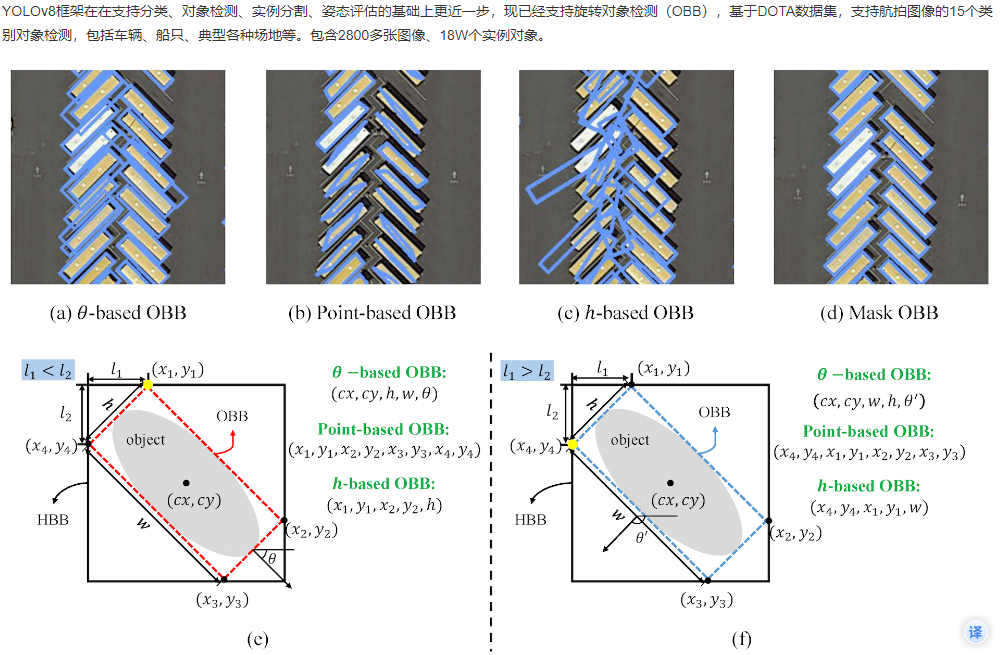 YOLOv8框架在在支持分类、对象检测、实例分割、姿态评估的基础上更近一步，现已经支持旋转对象检测（OBB），基于DOTA数据集，支持航拍图像的15个类
别对象检测，包括车辆、船只、典型各种场地等。包含2800多张图像、18W个实例对象。
(a) θ-based OBB
(b) Point-based OBB
(c) h-based OBB
(d) Mask OBB
l₁ < l₂
l₁
(x₁, y₁)
l₂
h
OBB
object
(x₄, y₄)
(cx, cy)
HBB
w
(x₂, y₂)
θ
(x₃, y₃)
θ −based OBB:
(cx, cy, h, w, θ)
Point-based OBB:
(x₁, y₁, x₂, y₂, x₃, y₃, x₄, y₄)
h-based OBB:
(x₁, y₁, x₂, y₂, h)
(e)
l₁ > l₂
l₁
(x₁, y₁)
l₂
h
OBB
object
(x₄, y₄)
(cx, cy)
HBB
w
θ′
(x₂, y₂)
(x₃, y₃)
θ −based OBB:
(cx, cy, w, h, θ′)
Point-based OBB:
(x₄, y₄, x₁, y₁, x₂, y₂, x₃, y₃)
h-based OBB:
(x₄, y₄, x₁, y₁, w)
(f)
译